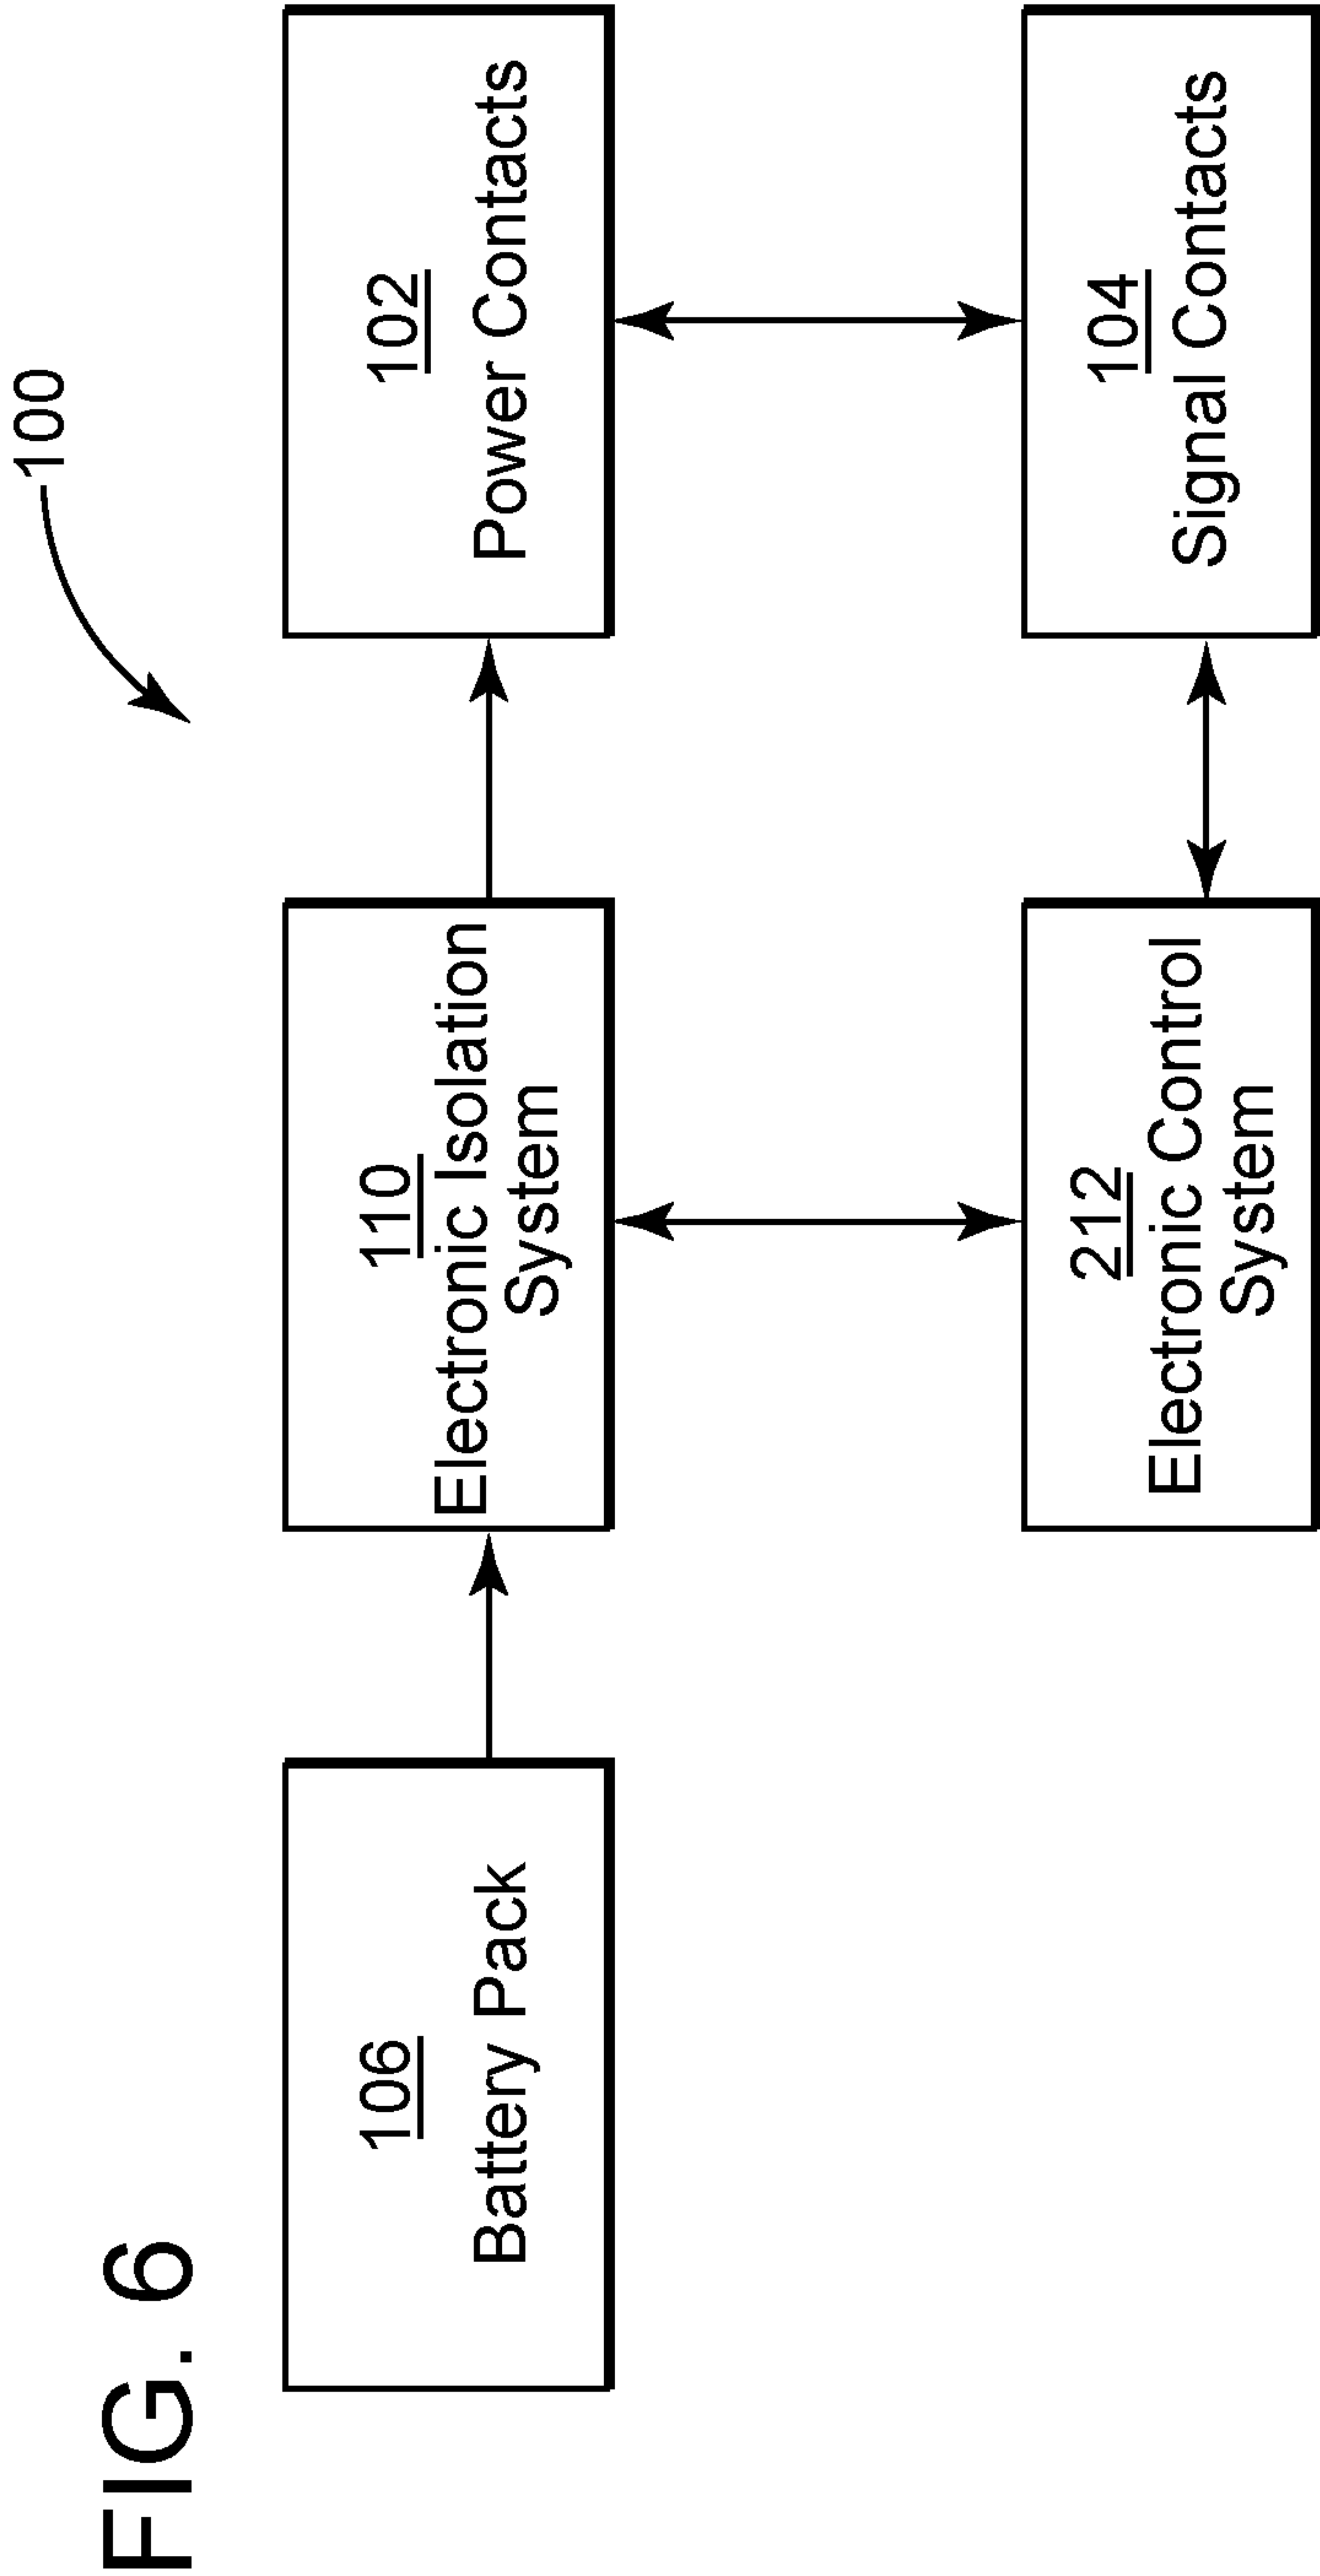 FIG. 6
100
106
Battery Pack
110
Electronic Isolation
System
102
Power Contacts
212
Electronic Control
System
104
Signal Contacts